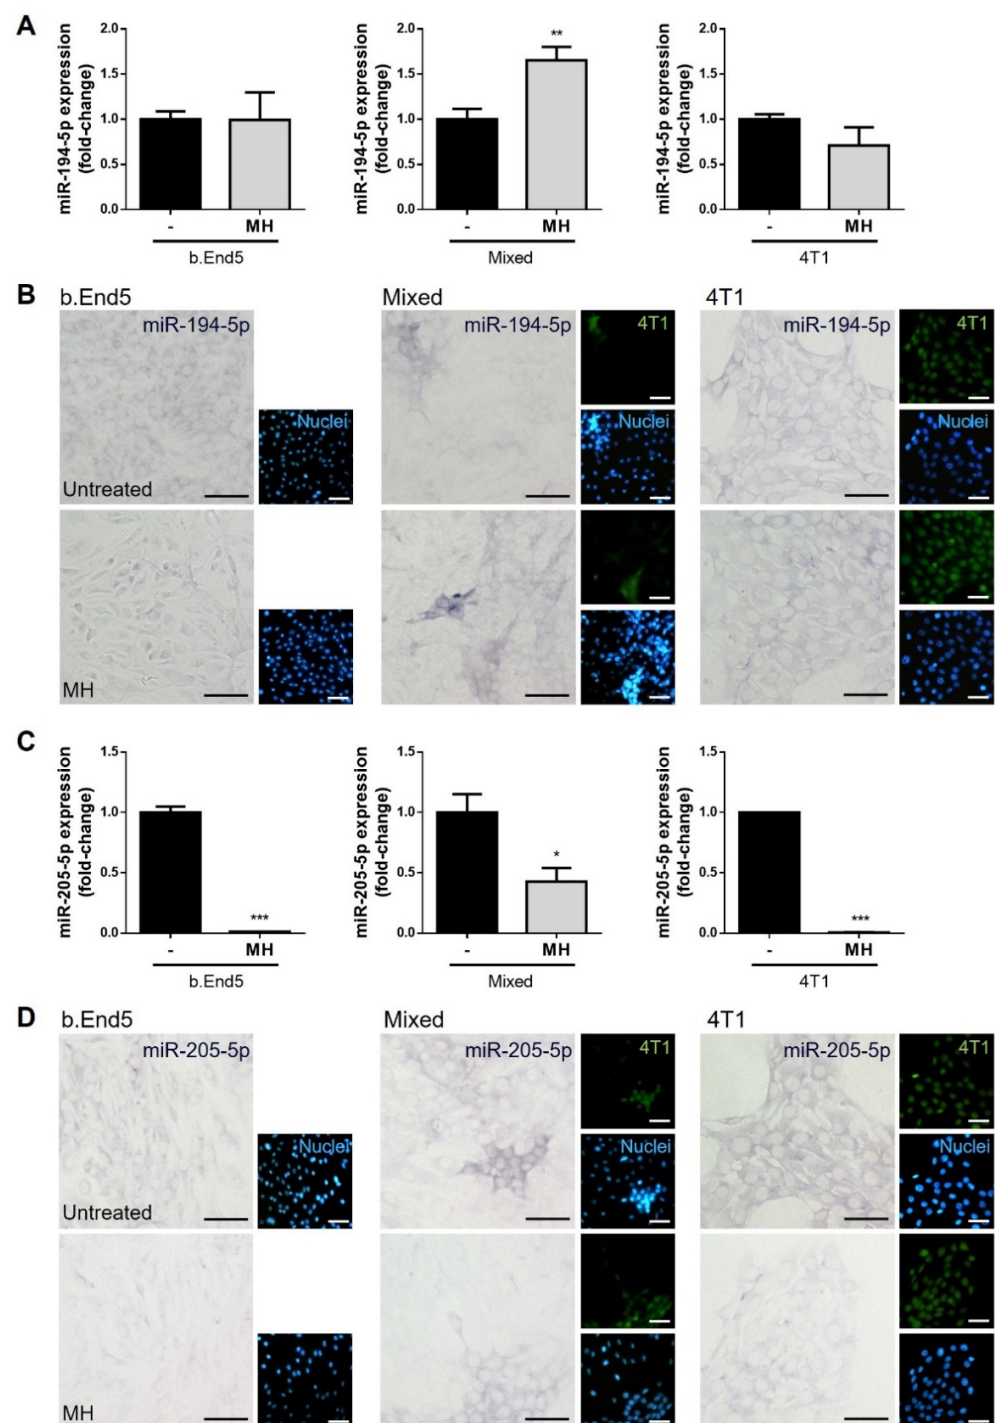 A
miR-194-5p expression
(fold-change)
2.0
1.5
1.0
0.5
0.0
-
MH
b.End5
miR-194-5p expression
(fold-change)
2.0
1.5
1.0
0.5
0.0
**
-
MH
Mixed
miR-194-5p expression
(fold-change)
2.0
1.5
1.0
0.5
0.0
-
MH
4T1
B
b.End5
miR-194-5p
Nuclei
Untreated
MH
Mixed
miR-194-5p
4T1
Nuclei
4T1
miR-194-5p
4T1
Nuclei
C
miR-205-5p expression
(fold-change)
1.5
1.0
0.5
0.0
***
-
MH
b.End5
miR-205-5p expression
(fold-change)
1.5
1.0
0.5
0.0
*
-
MH
Mixed
miR-205-5p expression
(fold-change)
1.5
1.0
0.5
0.0
***
-
MH
4T1
D
b.End5
miR-205-5p
Nuclei
Untreated
MH
Mixed
miR-205-5p
4T1
Nuclei
4T1
miR-205-5p
4T1
Nuclei